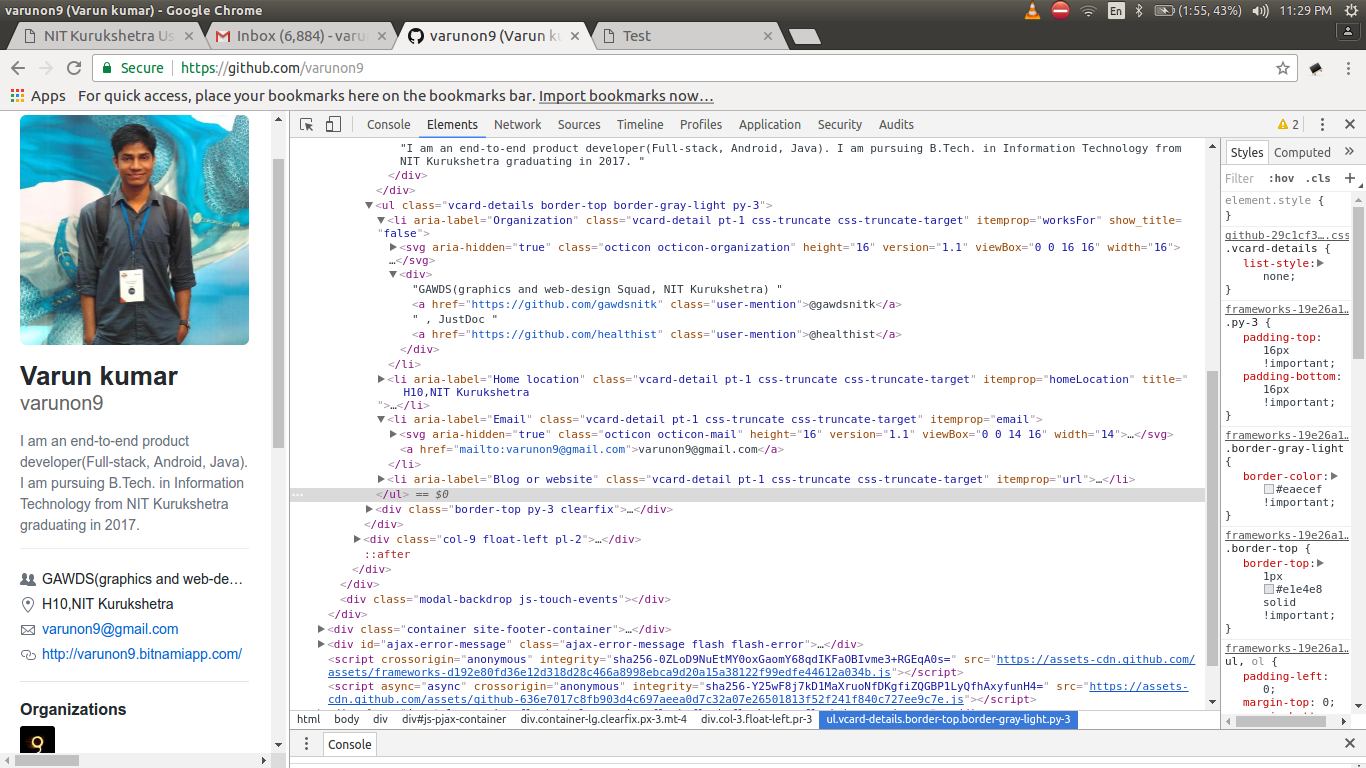 varunon9 (Varun kumar) - Google Chrome
En
(1:55, 43%)
11:29 PM
NIT Kurukshetra Us
Inbox (6,884) - varu
varunon9 (Varun ku
Test
Secure
https://github.com/varunon9
Apps
For quick access, place your bookmarks here on the bookmarks bar. Import bookmarks now…
Varun kumar
varunon9
I am an end-to-end product
developer(Full-stack, Android, Java).
I am pursuing B.Tech. in Information
Technology from NIT Kurukshetra
graduating in 2017.
GAWDS(graphics and web-de…
H10,NIT Kurukshetra
varunon9@gmail.com
http://varunon9.bitnamiapp.com/
Organizations
Console Elements Network Sources Timeline Profiles Application Security Audits
2
"I am an end-to-end product developer(Full-stack, Android, Java). I am pursuing B.Tech. in Information Technology from
NIT Kurukshetra graduating in 2017. "
</div>
</div>
<ul class="vcard-details border-top border-gray-light py-3">
<li aria-label="Organization" class="vcard-detail pt-1 css-truncate css-truncate-target" itemprop="worksFor" show_title=
"false">
<svg aria-hidden="true" class="octicon octicon-organization" height="16" version="1.1" viewBox="0 0 16 16" width="16">
…</svg>
<div>
"GAWDS(graphics and web-design Squad, NIT Kurukshetra) "
<a href="https://github.com/gawdsnitk" class="user-mention">@gawdsnitk</a>
" , JustDoc "
<a href="https://github.com/healthist" class="user-mention">@healthist</a>
</div>
</li>
<li aria-label="Home location" class="vcard-detail pt-1 css-truncate css-truncate-target" itemprop="homeLocation" title="
H10,NIT Kurukshetra
">…</li>
<li aria-label="Email" class="vcard-detail pt-1 css-truncate css-truncate-target" itemprop="email">
<svg aria-hidden="true" class="octicon octicon-mail" height="16" version="1.1" viewBox="0 0 14 16" width="14">…</svg>
<a href="mailto:varunon9@gmail.com">varunon9@gmail.com</a>
</li>
<li aria-label="Blog or website" class="vcard-detail pt-1 css-truncate css-truncate-target" itemprop="url">…</li>
</ul> == $0
<div class="border-top py-3 clearfix">…</div>
</div>
<div class="col-9 float-left pl-2">…</div>
::after
</div>
</div>
<div class="modal-backdrop js-touch-events"></div>
</div>
<div class="container site-footer-container">…</div>
<div id="ajax-error-message" class="ajax-error-message flash flash-error">…</div>
<script crossorigin="anonymous" integrity="sha256-0ZLoD9NuEtMY0oxGaomY68qdIKFaOBIvme3+RGEqA0s=" src="https://assets-cdn.github.com/
assets/frameworks-d192e80fd36e12d318d28c466a8998ebca9d20a15a38122f99edfe44612a034b.js"></script>
<script async="async" crossorigin="anonymous" integrity="sha256-Y25wF8j7kD1MaXruoNfDKgfiZQGBP1LyQfhAxyfunH4=" src="https://assets-
cdn.github.com/assets/github-636e7017c8fb903d4c697aeea0d7c32a07e26501813f52f241f840c727ee9c7e.js"></script>
html body div div#js-pjax-container div.container-lg.clearfix.px-3.mt-4 div.col-3.float-left.pr-3 ul.vcard-details.border-top.border-gray-light.py-3
Console
Styles Computed
Filter :hov .cls
element.style {
}
github-29c1cf3….css
.vcard-details {
list-style:
none;
}
frameworks-19e26a1…
.py-3 {
padding-top:
16px
!important;
padding-bottom:
16px
!important;
}
frameworks-19e26a1…
.border-gray-light
{
border-color:
#eaecef
!important;
}
frameworks-19e26a1…
.border-top {
border-top:
1px
#e1e4e8
solid
!important;
}
frameworks-19e26a1…
ul, ol {
padding-left:
0;
margin-top: 0;